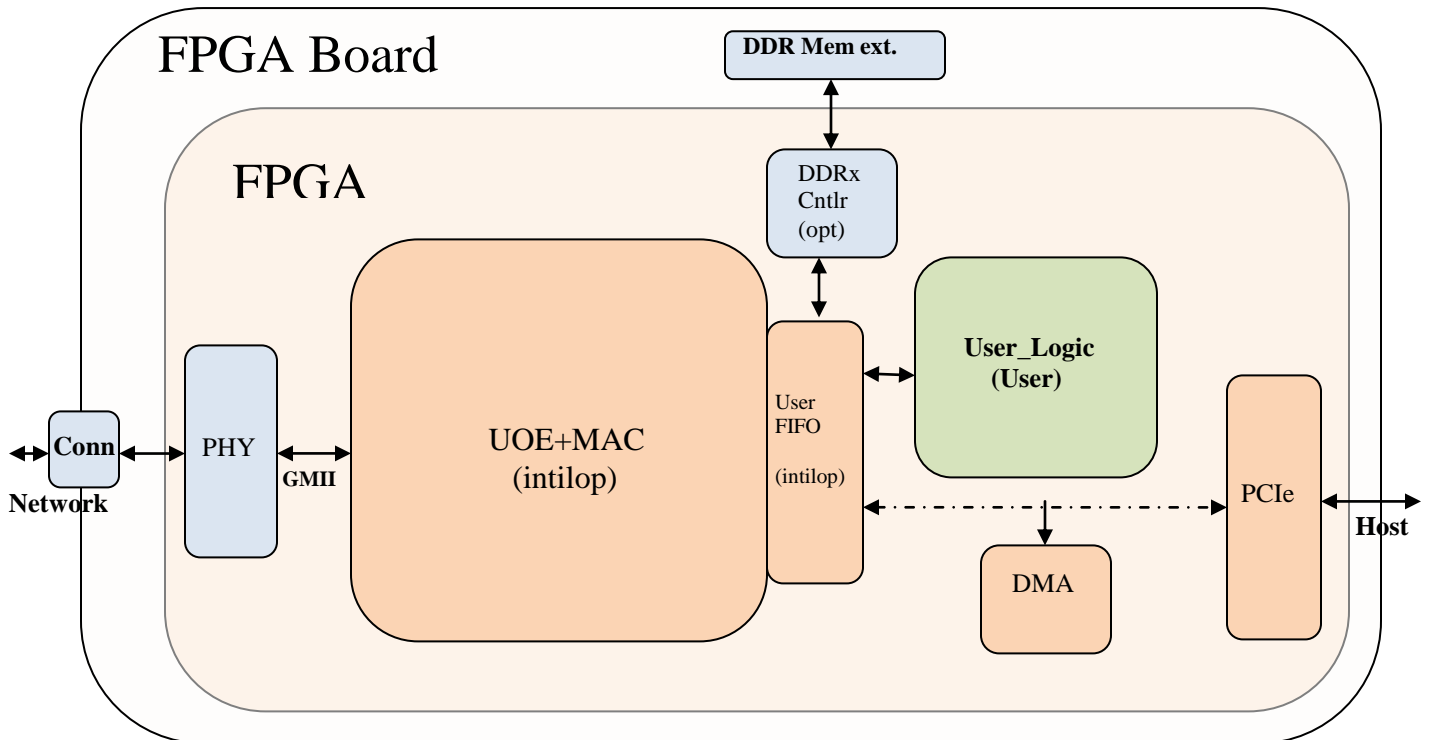 FPGA Board
DDR Mem ext.
FPGA
DDRx
Cntlr
(opt)
User_Logic
(User)
User
FIFO
(intilop)
UOE+MAC
(intilop)
Conn
PHY
GMII
Network
PCIe
Host
DMA